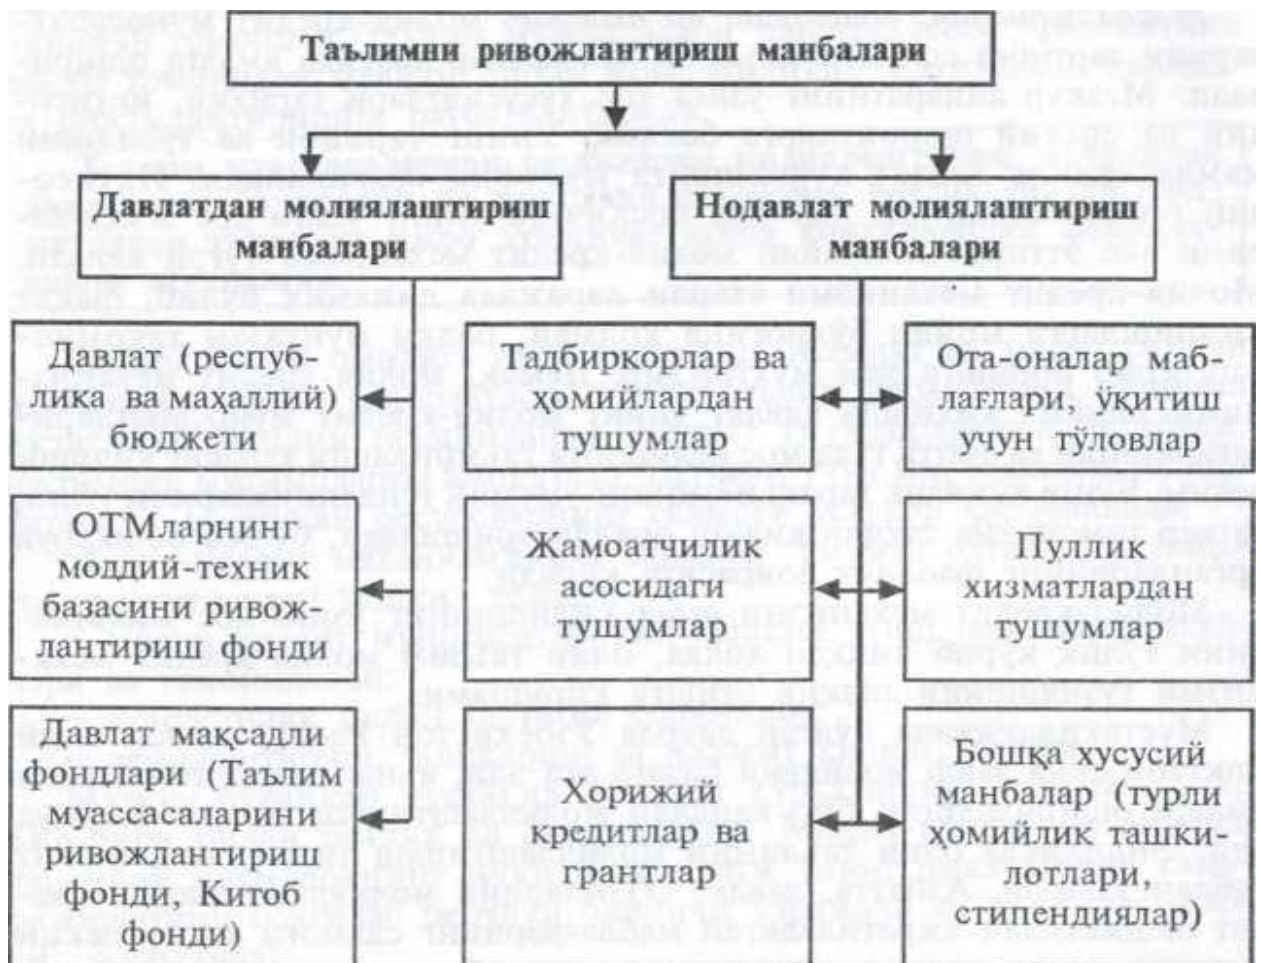 Таълимни ривожлантириш манбалари
Давлатдан молиялаштириш
манбалари
Нодавлат молиялаштириш
манбалари
Давлат (респуб-
лика ва маҳаллий)
бюджети
Тадбиркорлар ва
ҳомийлардан
тушумлар
Ота-оналар маб-
лағлари, ўқитиш
учун тўловлар
ОТМларнинг
моддий-техник
базасини ривож-
лантириш фонди
Жамоатчилик
асосидаги
тушумлар
Пуллик
хизматлардан
тушумлар
Давлат мақсадли
фондлари (Таълим
муассасаларини
ривожлантириш
фонди, Китоб
фонди)
Хорижий
кредитлар ва
грантлар
Бошқа хусусий
манбалар (турли
ҳомийлик ташки-
лотлари,
стипендиялар)